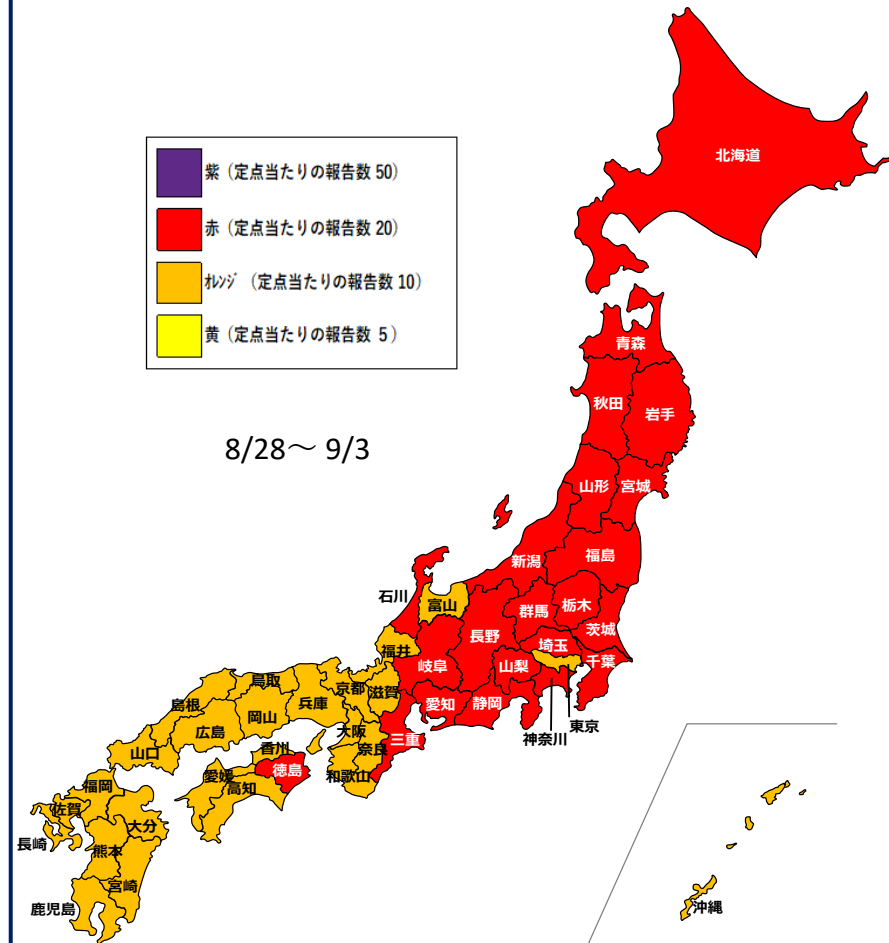 北海道
紫（定点当たりの報告数 50）
赤（定点当たりの報告数 20）
ｵﾚﾝｼﾞ（定点当たりの報告数 10）
黄（定点当たりの報告数 5）
青森
秋田
岩手
8/28～ 9/3
山形
宮城
新潟
福島
石川
富山
群馬
栃木
長野
茨城
福井
埼玉
岐阜
山梨
千葉
鳥取
京都
滋賀
島根
岡山
兵庫
愛知
静岡
東京
広島
大阪
三重
神奈川
山口
香川
奈良
徳島
愛媛
和歌山
福岡
高知
佐賀
大分
長崎
熊本
宮崎
鹿児島
沖縄